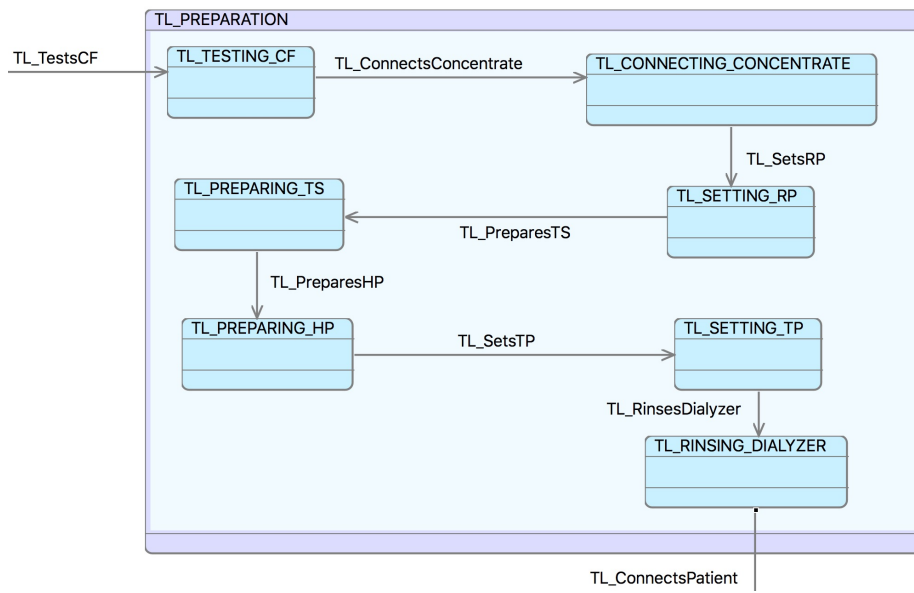 TL_PREPARATION
TL_TestsCF
TL_TESTING_CF
TL_ConnectsConcentrate
TL_CONNECTING_CONCENTRATE
TL_SetsRP
TL_PREPARING_TS
TL_SETTING_RP
TL_PreparesTS
TL_PreparesHP
TL_PREPARING_HP
TL_SetsTP
TL_SETTING_TP
TL_RinsesDialyzer
TL_RINSING_DIALYZER
TL_ConnectsPatient